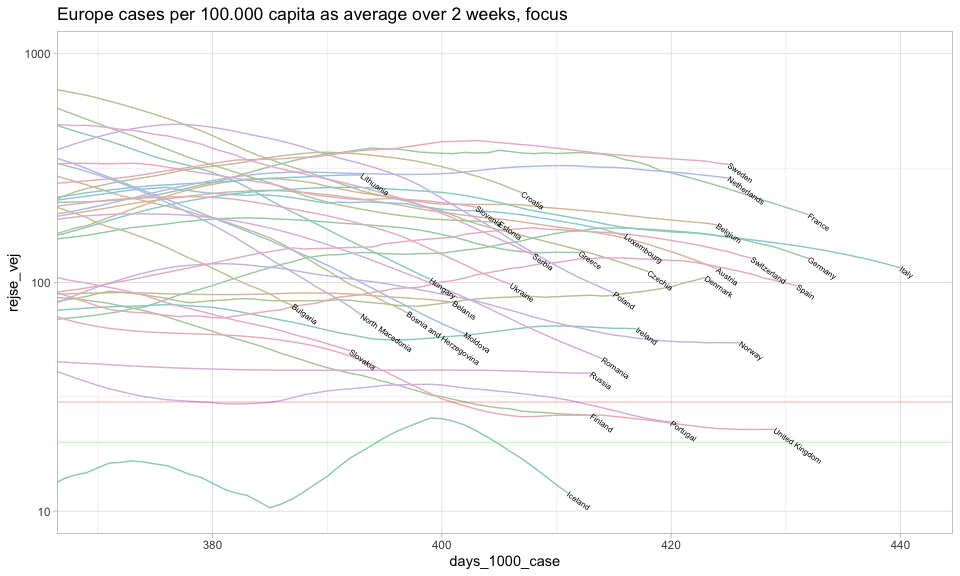 Europe cases per 100.000 capita as average over 2 weeks, focus
1000
100
10
rejse_vej
Lithuania
Sweden
Netherlands
Croatia
France
Slovenia
Estonia
Belgium
Luxembourg
Serbia
Greece
Switzerland
Germany
Italy
Austria
Czechia
Denmark
Spain
Hungary
Ukraine
Poland
Belarus
Bulgaria
North Macedonia
Bosnia and Herzegovina
Moldova
Ireland
Norway
Slovakia
Romania
Russia
Finland
Portugal
United Kingdom
Iceland
380
400
420
440
days_1000_case